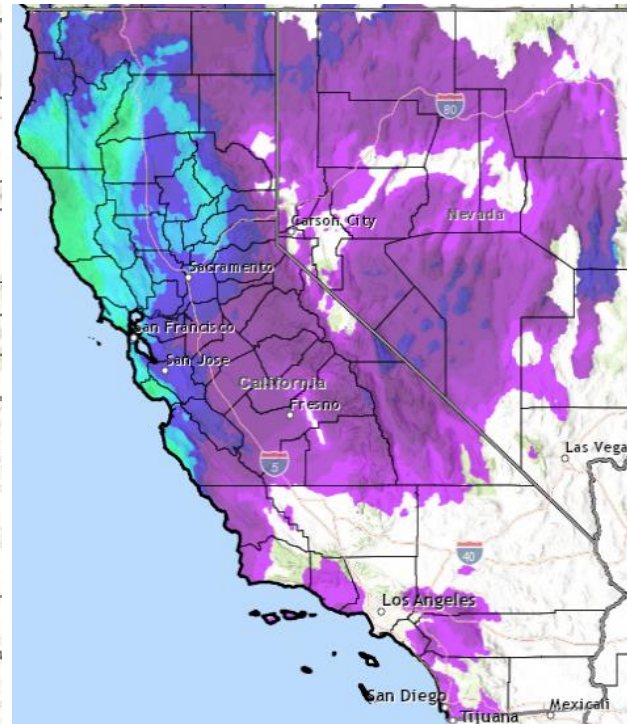 80
Nevada
Carson City
Sacramento
San Francisco
San Jose
California
Fresno
5
Las Vega
40
Los Angeles
San Diego
Mexicali
Tijuana